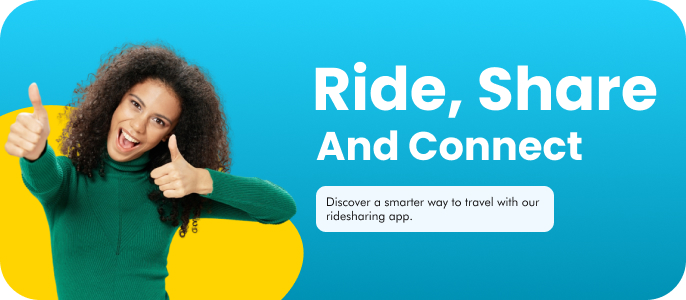 Ride, Share
And Connect
Discover a smarter way to travel with our
ridesharing app.